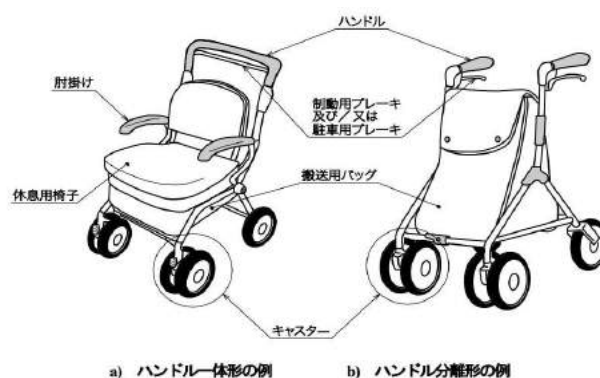 ハンドル
肘掛け
制動用ブレーキ
及び／又は
駐車用ブレーキ
休息用椅子
搬送用バッグ
キャスター
a) ハンドル一体形の例
b) ハンドル分離形の例